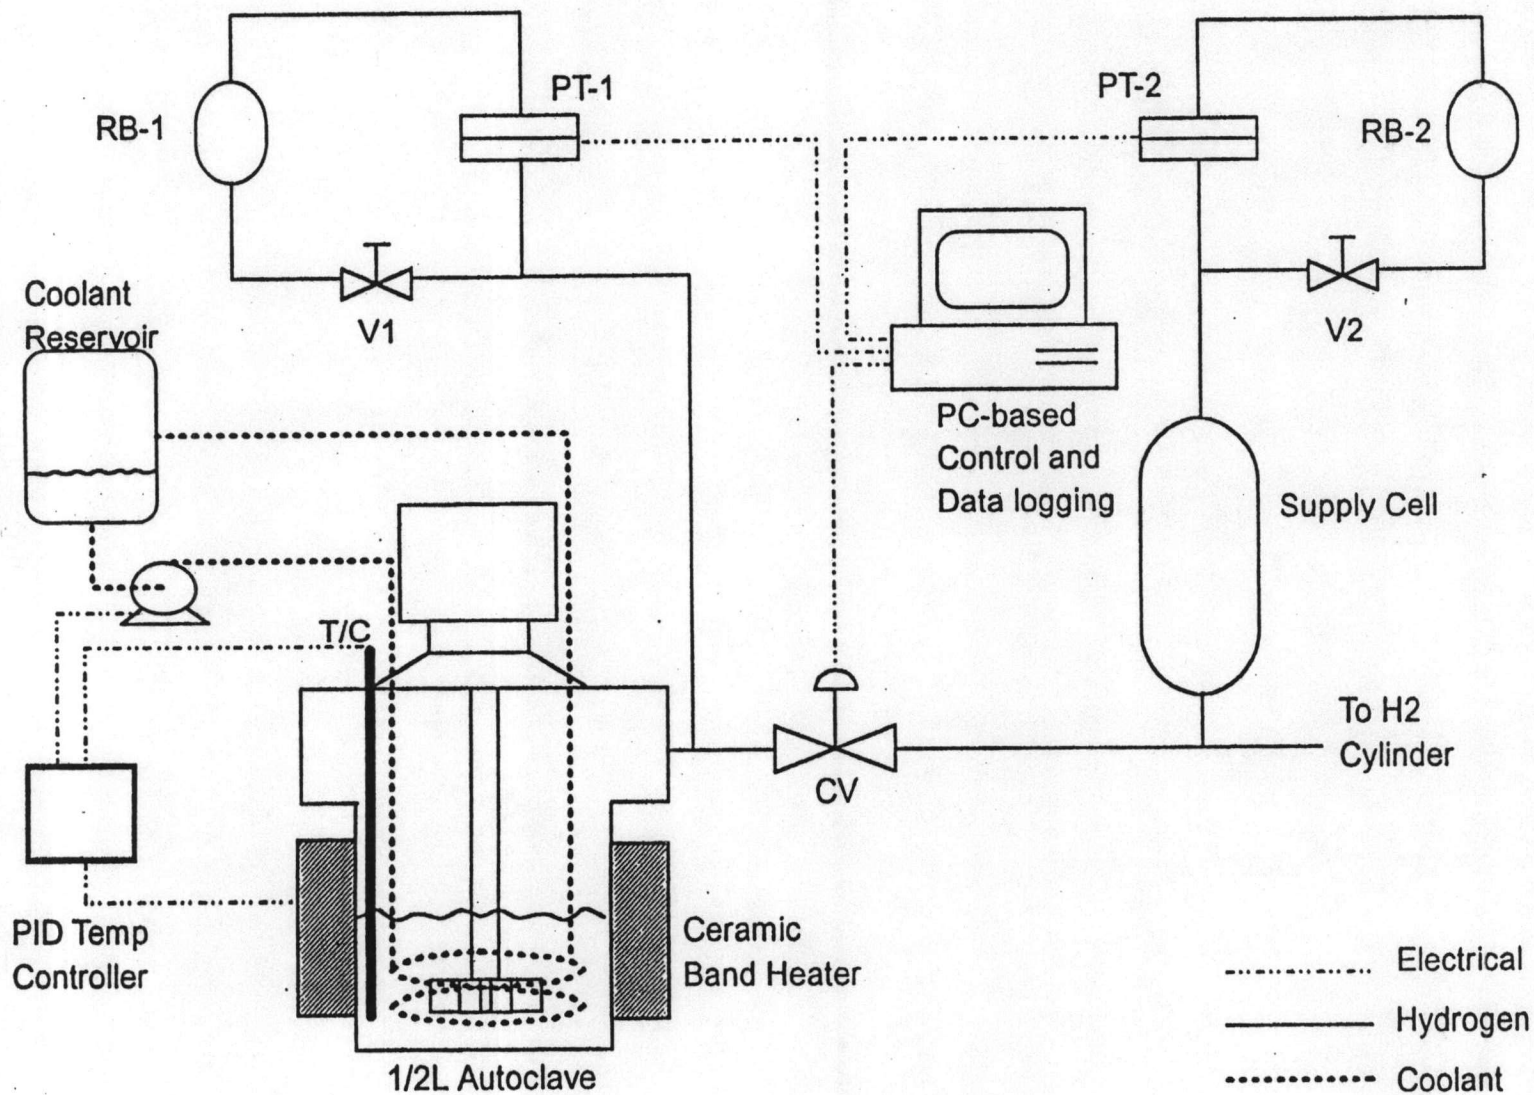 PT-1
PT-2
RB-1
RB-2
Coolant
Reservoir
V1
V2
PC-based
Control and
Data logging
Supply Cell
T/C
To H2
Cylinder
CV
PID Temp
Controller
Ceramic
Band Heater
Electrical
Hydrogen
1/2L Autoclave
Coolant